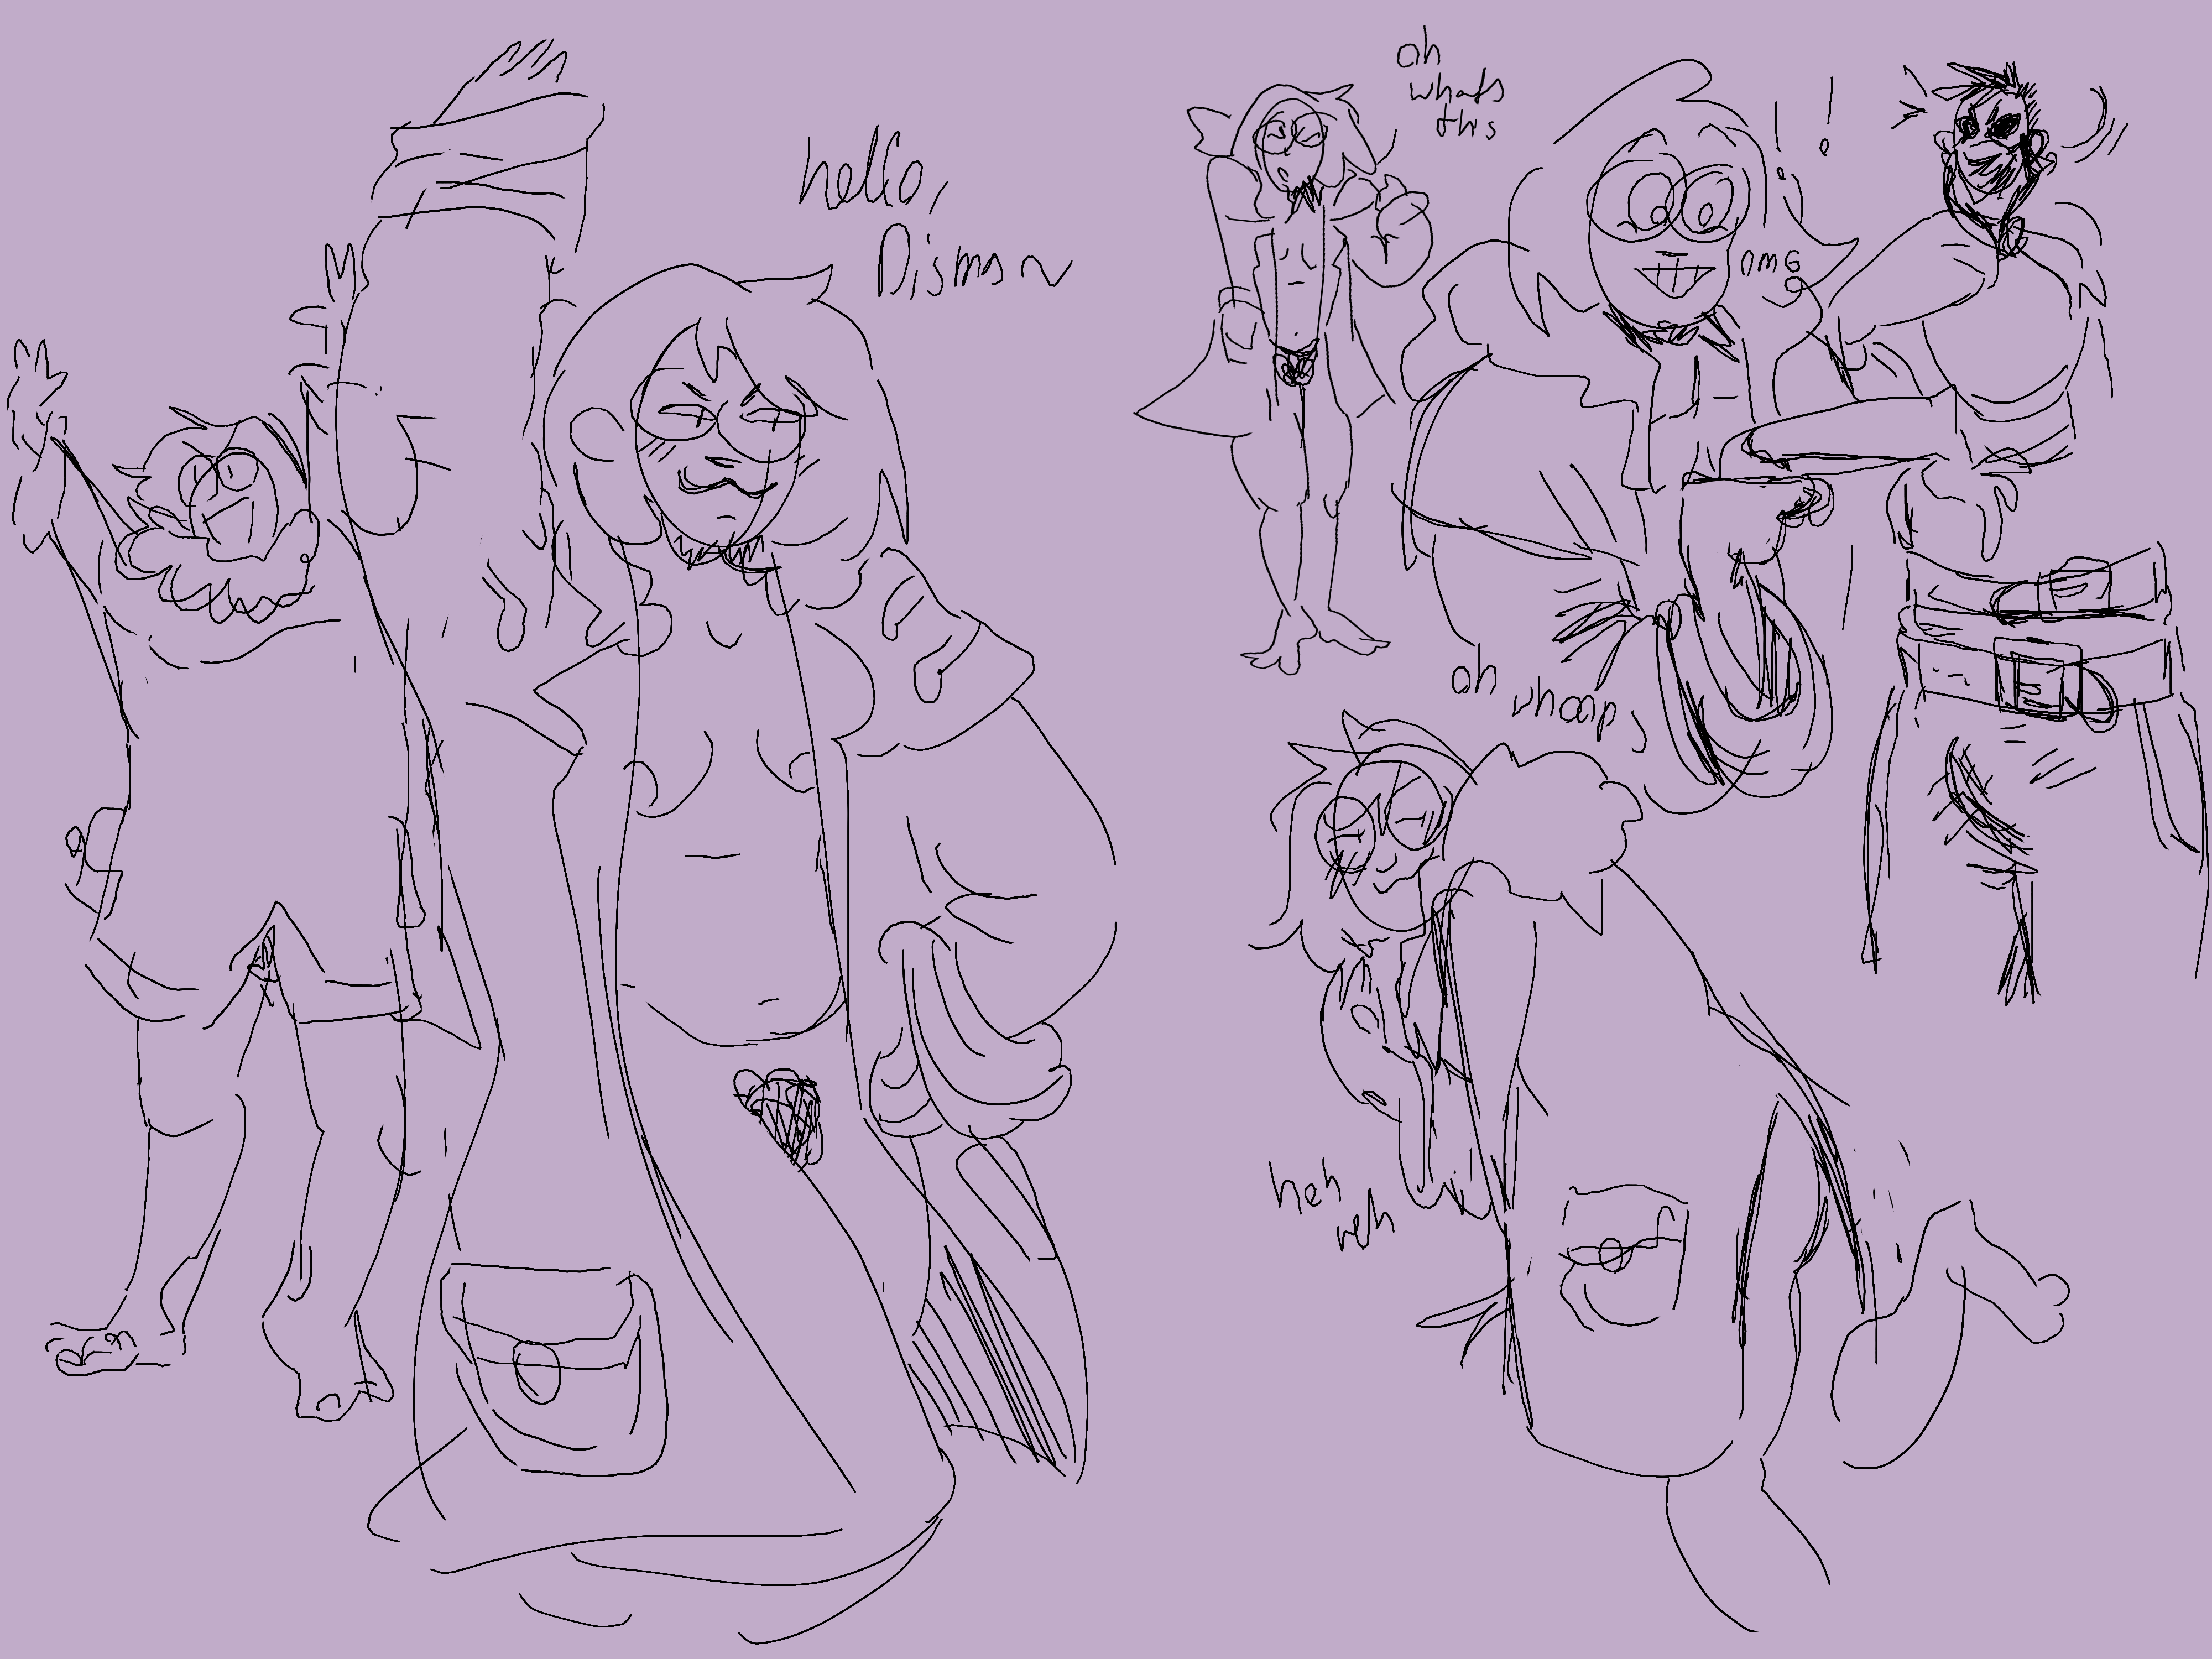 hello,
Dismas ~
oh
whats
this
omg
oh whoops
heh
heh